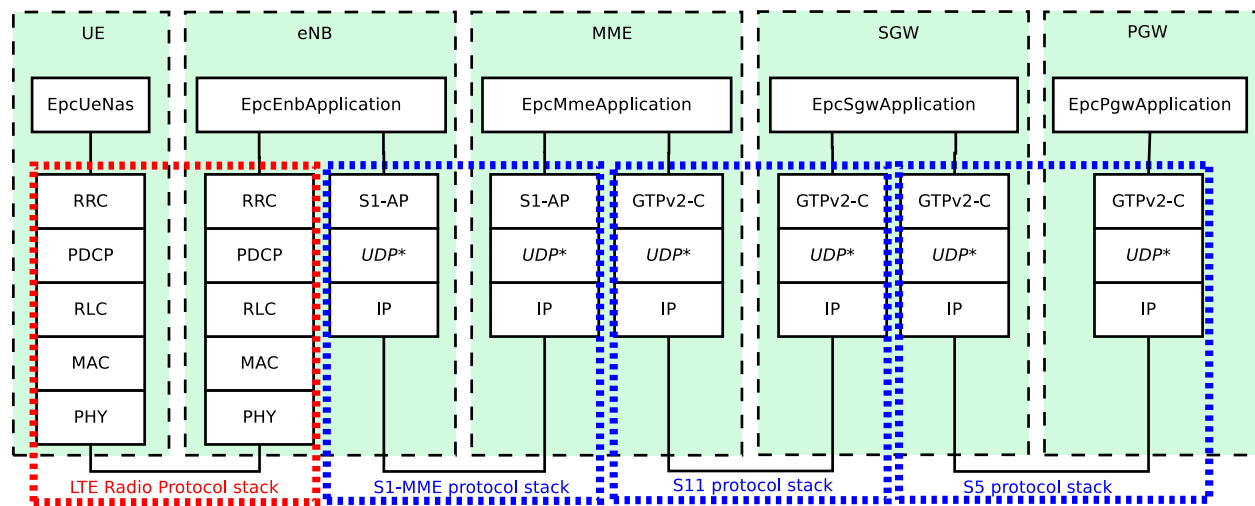 UE eNB MME SGW PGW
EpcUeNas EpcEnbApplication EpcMmeApplication EpcSgwApplication EpcPgwApplication
RRC RRC S1-AP S1-AP GTPv2-C GTPv2-C GTPv2-C GTPv2-C
PDCP PDCP UDP* UDP* UDP* UDP* UDP* UDP*
RLC RLC IP IP IP IP IP IP
MAC MAC
PHY PHY
LTE Radio Protocol stack S1-MME protocol stack S11 protocol stack S5 protocol stack